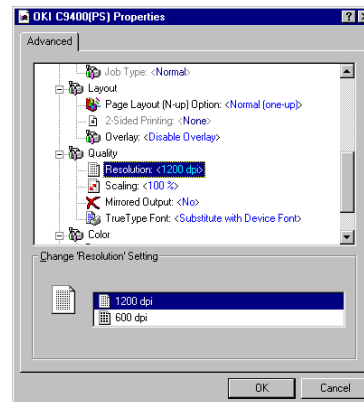 OKI C9400(PS) Properties
Advanced
Job Type: <Normal>
Layout
Page Layout (N-up) Option: <Normal (one-up)>
2-Sided Printing: <None>
Overlay: <Disable Overlay>
Quality
Resolution: <1200 dpi>
Scaling: <100 %>
Mirrored Output: <No>
TrueType Font: <Substitute with Device Font>
Color
Change 'Resolution' Setting
1200 dpi
600 dpi
OK Cancel